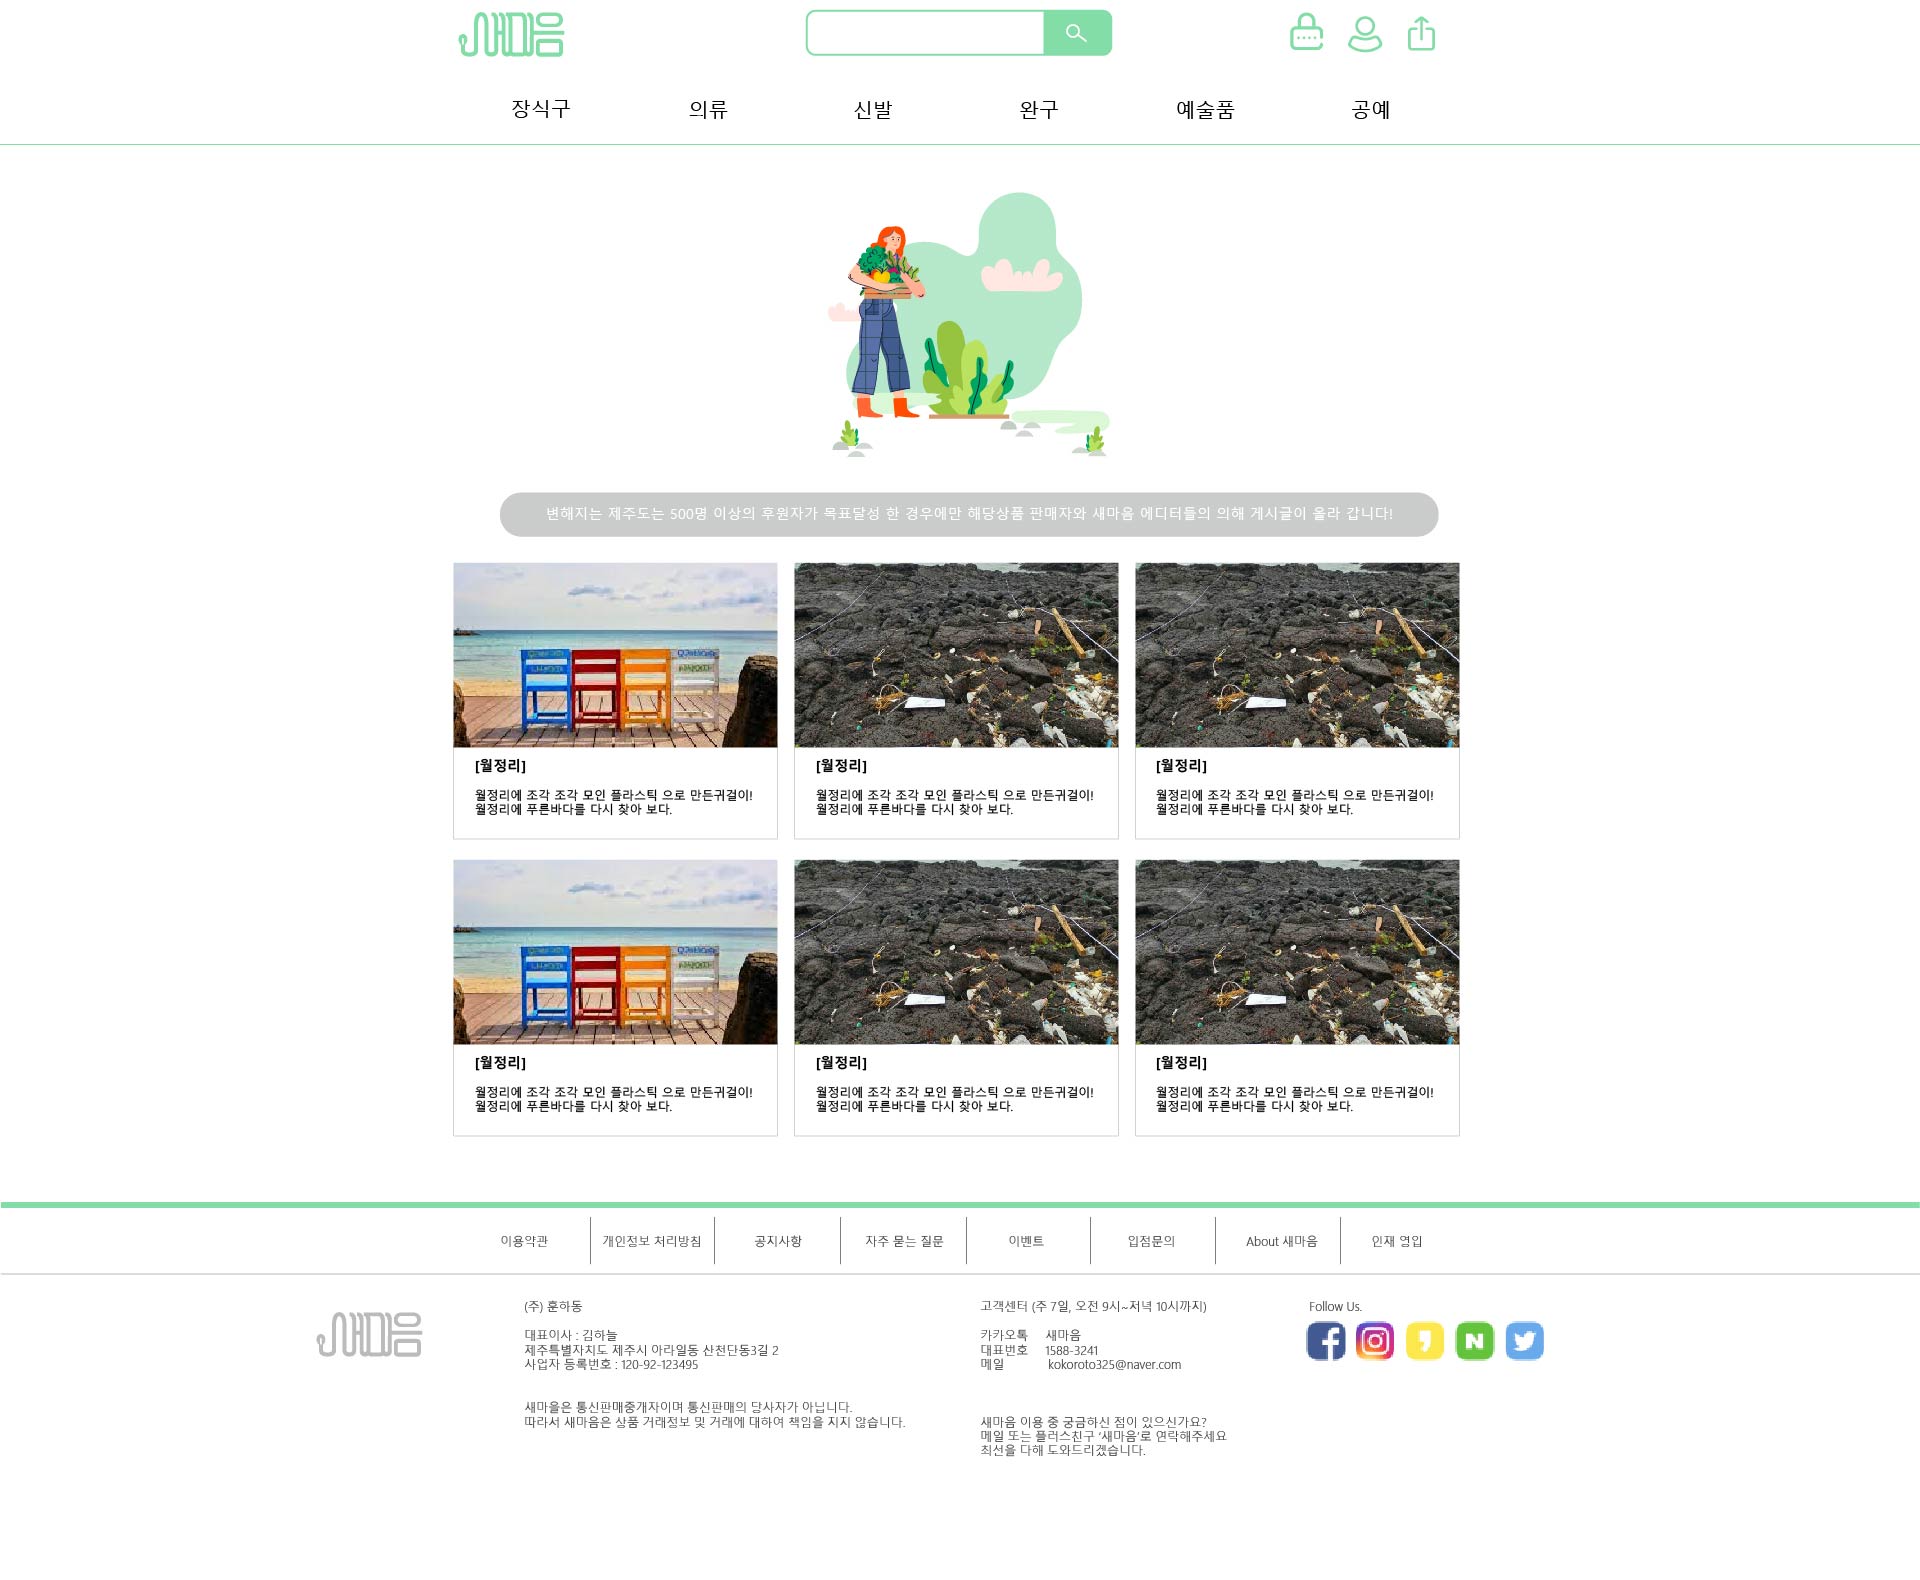 새마음
장식구
의류
신발
완구
예술품
공예
변해지는 제주도는 500명 이상의 후원자가 목표달성 한 경우에만 해당상품 판매자와 새마음 에디터들의 의해 게시글이 올라 갑니다!
[월정리]
월정리에 조각 조각 모인 플라스틱 으로 만든귀걸이!
월정리에 푸른바다를 다시 찾아 보다.
[월정리]
월정리에 조각 조각 모인 플라스틱 으로 만든귀걸이!
월정리에 푸른바다를 다시 찾아 보다.
[월정리]
월정리에 조각 조각 모인 플라스틱 으로 만든귀걸이!
월정리에 푸른바다를 다시 찾아 보다.
[월정리]
월정리에 조각 조각 모인 플라스틱 으로 만든귀걸이!
월정리에 푸른바다를 다시 찾아 보다.
[월정리]
월정리에 조각 조각 모인 플라스틱 으로 만든귀걸이!
월정리에 푸른바다를 다시 찾아 보다.
[월정리]
월정리에 조각 조각 모인 플라스틱 으로 만든귀걸이!
월정리에 푸른바다를 다시 찾아 보다.
이용약관
개인정보 처리방침
공지사항
자주 묻는 질문
이벤트
입점문의
About 새마음
인재 영입
새마음
(주) 훈하동
대표이사 : 김하늘
제주특별자치도 제주시 아라일동 산천단동3길 2
사업자 등록번호 : 120-92-123495
새마을은 통신판매중개자이며 통신판매의 당사자가 아닙니다.
따라서 새마음은 상품 거래정보 및 거래에 대하여 책임을 지지 않습니다.
고객센터 (주 7일, 오전 9시~저녁 10시까지)
카카오톡 새마음
대표번호 1588-3241
메일 kokoroto325@naver.com
새마음 이용 중 궁금하신 점이 있으신가요?
메일 또는 플러스친구 '새마음'로 연락해주세요
최선을 다해 도와드리겠습니다.
Follow Us.